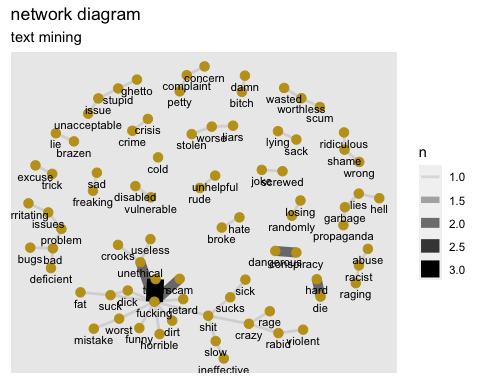 network diagram
text mining
concern
complaint
petty
damn
bitch
ghetto
stupid
issue
unacceptable
wasted
worthless
scum
lie
brazen
crisis
crime
worse
liars
stolen
lying
sack
ridiculous
shame
wrong
excuse
trick
sad
freaking
cold
disabled
vulnerable
unhelpful
rude
joke
screwed
irritating
issues
problem
losing
randomly
lies
hell
garbage
propaganda
hate
broke
bugs
bad
deficient
crooks
useless
unethical
dangerous
conspiracy
abuse
racist
raging
scam
fat
suck
dick
fucking
retard
sick
sucks
hard
die
worst
mistake
funny
horrible
dirt
shit
rage
crazy
rabid
violent
slow
ineffective
n
1.0
1.5
2.0
2.5
3.0